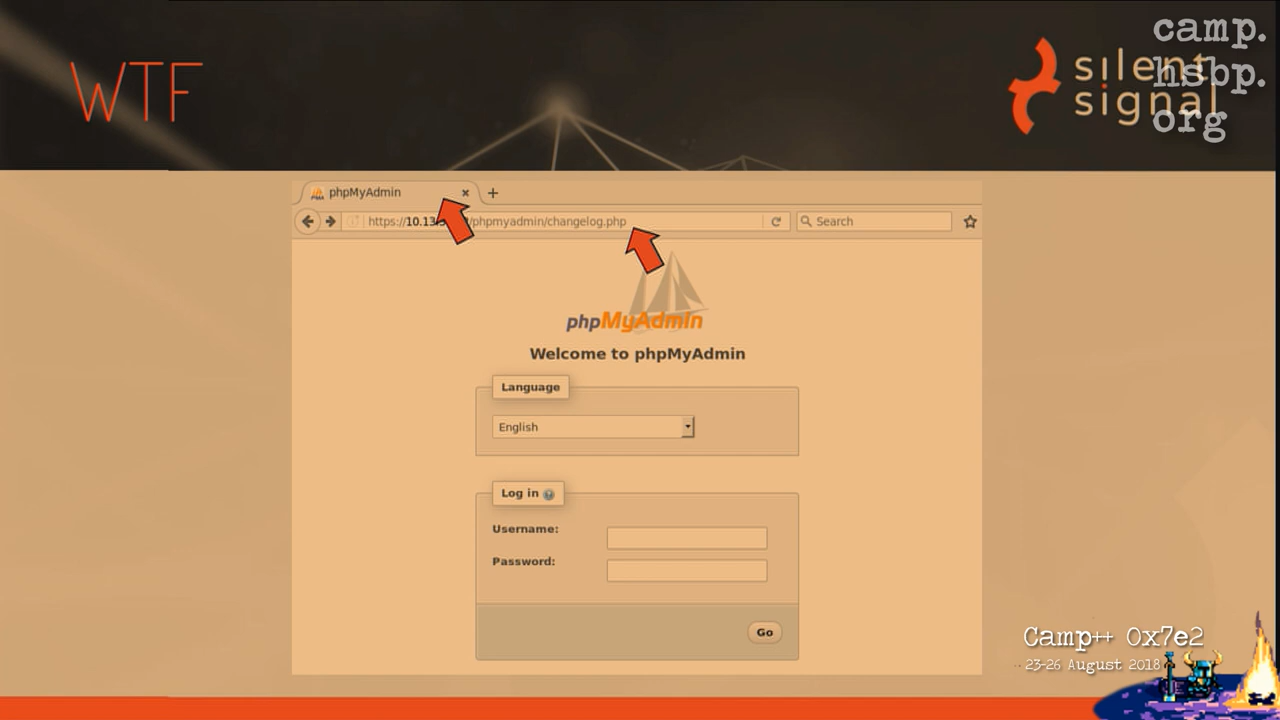 WTF
silent
signal
camp.
hsbp.
org
phpMyAdmin
https://10.13 /phpmyadmin/changelog.php
Search
phpMyAdmin
Welcome to phpMyAdmin
Language
English
Log in
Username:
Password:
Go
Camp++ 0x7e2
23-26 August 2018